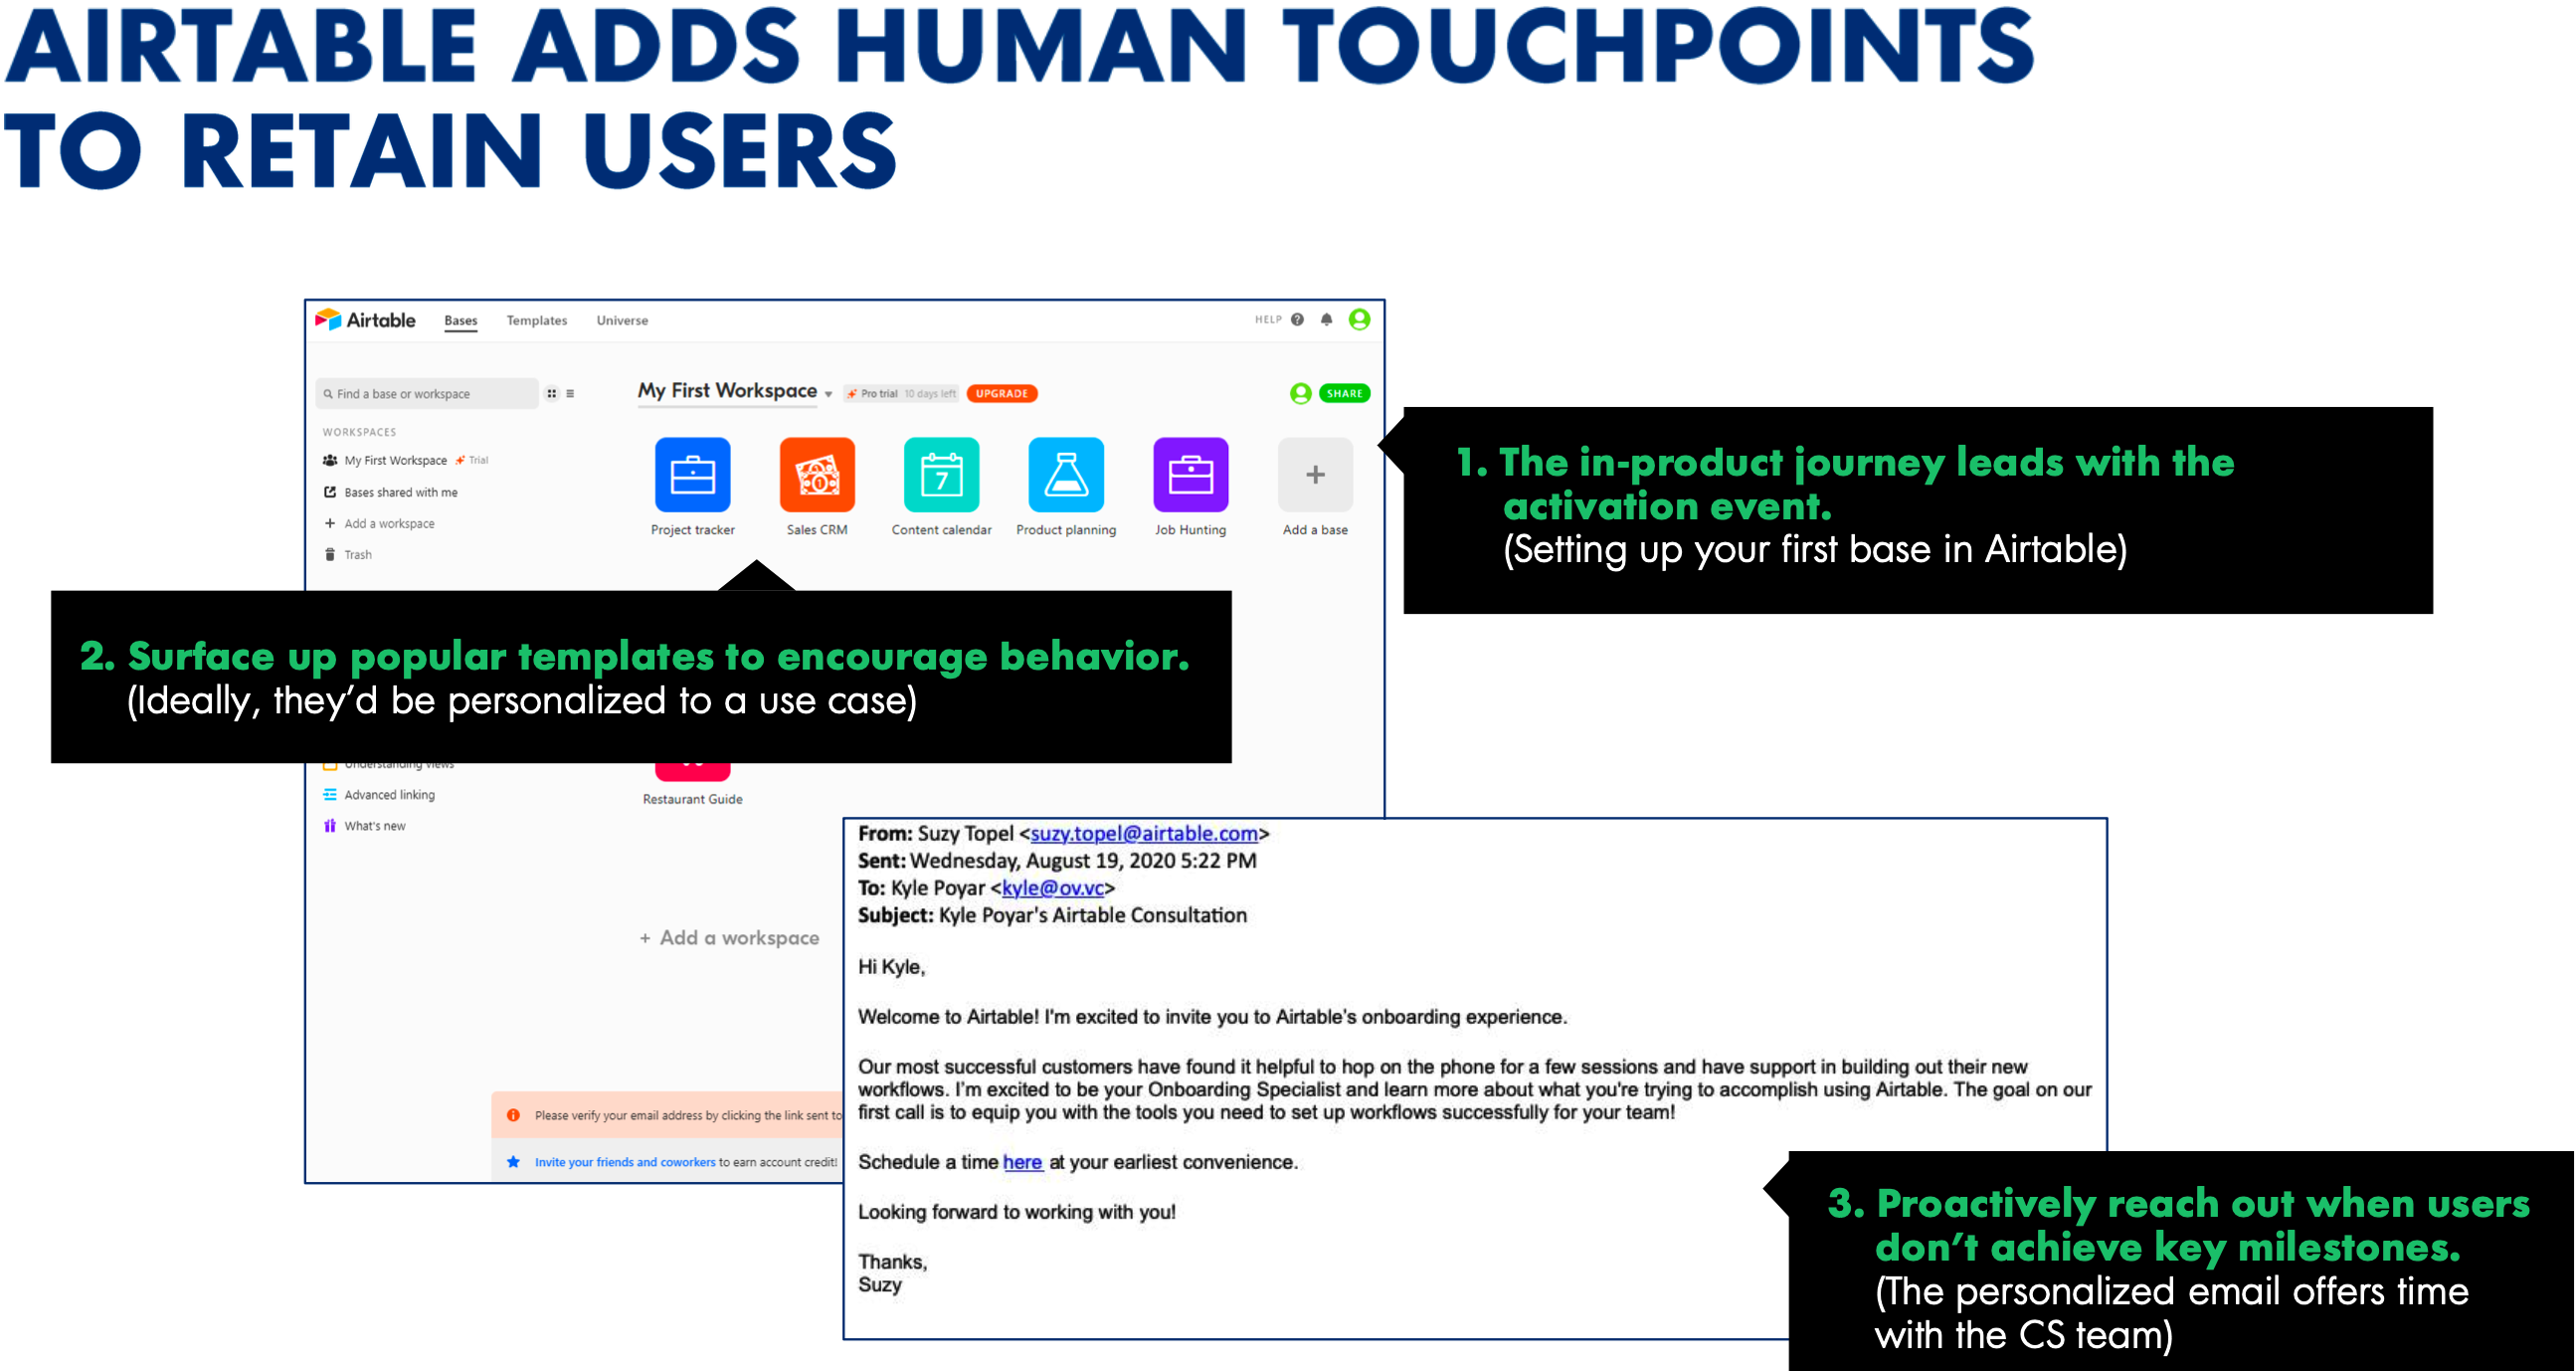 AIRTABLE ADDS HUMAN TOUCHPOINTS
TO RETAIN USERS
Airtable
Bases
Templates
Universe
HELP
Find a base or workspace
My First Workspace
Pro trial 10 days left
UPGRADE
SHARE
WORKSPACES
My First Workspace Trial
Bases shared with me
+ Add a workspace
Trash
7
1
+
Project tracker
Sales CRM
Content calendar
Product planning
Job Hunting
Add a base
1. The in-product journey leads with the
activation event.
(Setting up your first base in Airtable)
2. Surface up popular templates to encourage behavior.
(Ideally, they'd be personalized to a use case)
Understanding views
Advanced linking
What's new
Restaurant Guide
+ Add a workspace
Please verify your email address by clicking the link sent to
Invite your friends and coworkers to earn account credit!
From: Suzy Topel <suzy.topel@airtable.com>
Sent: Wednesday, August 19, 2020 5:22 PM
To: Kyle Poyar <kyle@ov.vc>
Subject: Kyle Poyar's Airtable Consultation
Hi Kyle,
Welcome to Airtable! I'm excited to invite you to Airtable's onboarding experience.
Our most successful customers have found it helpful to hop on the phone for a few sessions and have support in building out their new
workflows. I'm excited to be your Onboarding Specialist and learn more about what you're trying to accomplish using Airtable. The goal on our
first call is to equip you with the tools you need to set up workflows successfully for your team!
Schedule a time here at your earliest convenience.
Looking forward to working with you!
Thanks,
Suzy
3. Proactively reach out when users
don't achieve key milestones.
(The personalized email offers time
with the CS team)